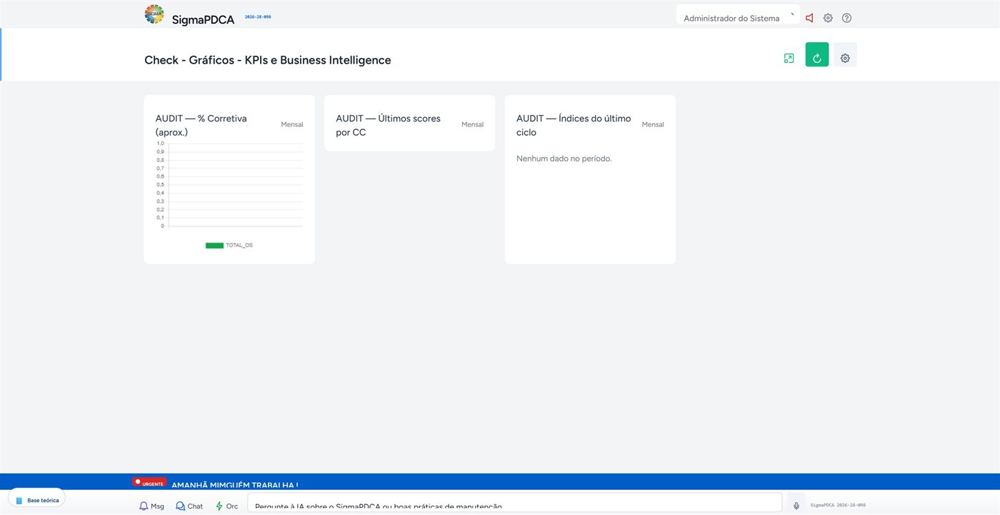 SIGMA
SigmaPDCA
2026-28-098
Administrador do Sistema
Check - Gráficos - KPIs e Business Intelligence
AUDIT — % Corretiva
(aprox.)
Mensal
1,0
0,9
0,8
0,7
0,6
0,5
0,4
0,3
0,2
0,1
0
TOTAL_OS
AUDIT — Últimos scores
por CC
Mensal
AUDIT — Índices do último
ciclo
Mensal
Nenhum dado no período.
URGENTE
AMANHÃ MIMGUÉM TRABALHA !
Base teórica
Msg
Chat
Orc
Pergunte à IA sobre o SigmaPDCA ou boas práticas de manutenção
SigmaPDCA 2026-28-098